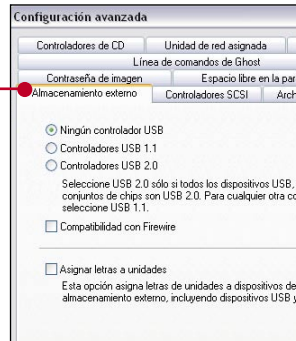 Configuración avanzada
Controladores de CD Unidad de red asignada
Línea de comandos de Ghost
Contraseña de imagen Espacio libre en la par
Almacenamiento externo Controladores SCSI Arch
Ningún controlador USB
Controladores USB 1.1
Controladores USB 2.0
Seleccione USB 2.0 sólo si todos los dispositivos USB,
conjuntos de chips son USB 2.0. Para cualquier otra co
seleccione USB 1.1.
Compatibilidad con Firewire
Asignar letras a unidades
Esta opción asigna letras de unidades a dispositivos de
almacenamiento externo, incluyendo dispositivos USB y